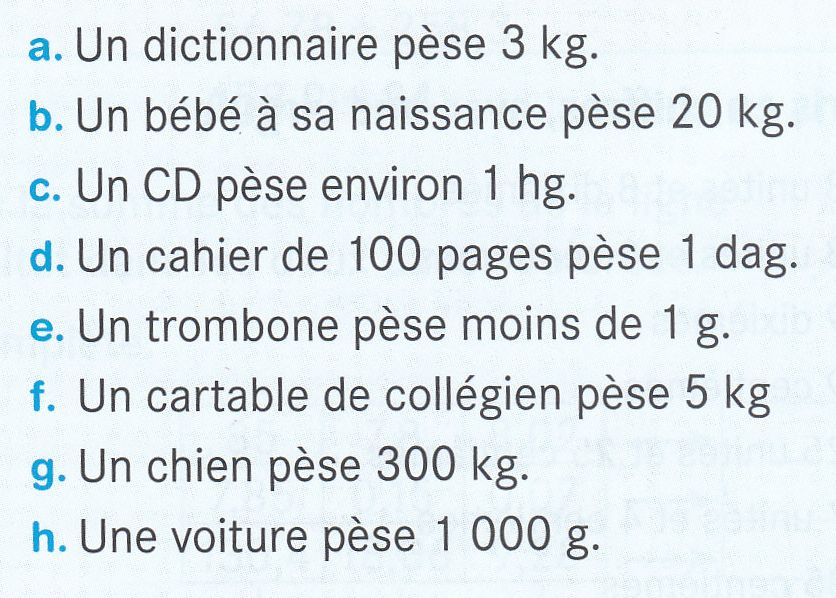 a. Un dictionnaire pèse 3 kg.
b. Un bébé à sa naissance pèse 20 kg.
c. Un CD pèse environ 1 hg.
d. Un cahier de 100 pages pèse 1 dag.
e. Un trombone pèse moins de 1 g.
f. Un cartable de collégien pèse 5 kg
g. Un chien pèse 300 kg.
h. Une voiture pèse 1 000 g.